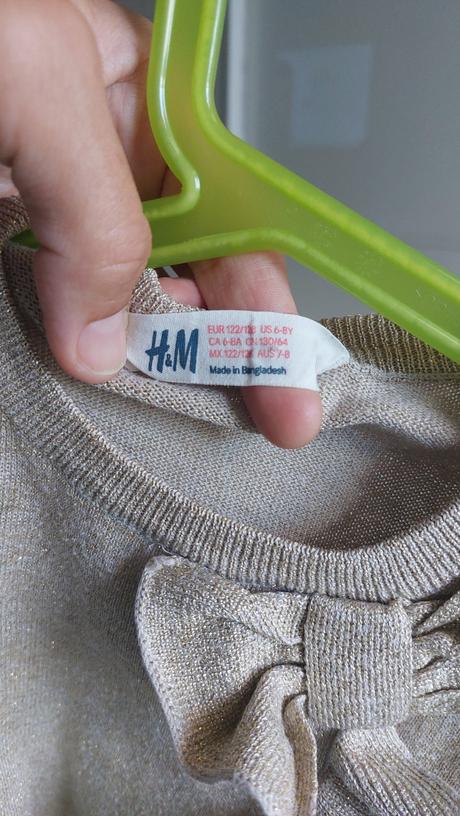 H&M
EUR 122/128 US 6-8Y
CA 6-8A CN 130/64
MX 122/128 AUS 7-8
Made in Bangladesh